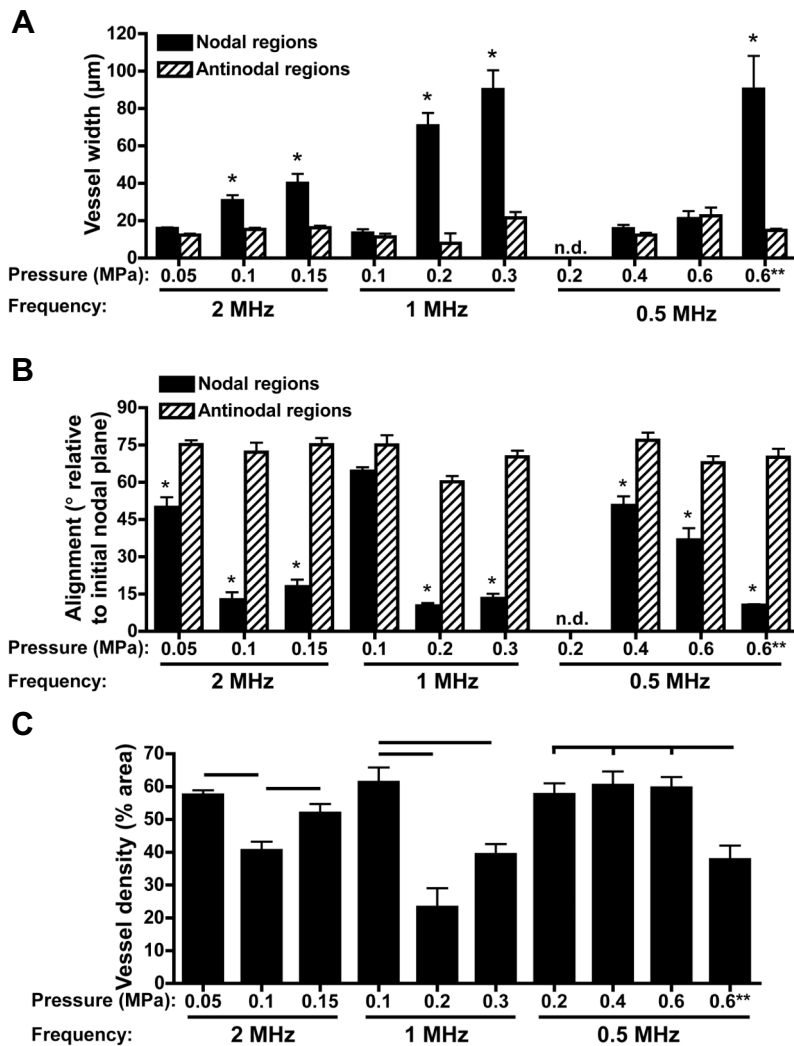 A
Nodal regions
Antinodal regions
Vessel width (µm)
120
100
80
60
40
20
0
* * * * *
n.d.
Pressure (MPa): 0.05 0.1 0.15 0.1 0.2 0.3 0.2 0.4 0.6 0.6**
Frequency: 2 MHz 1 MHz 0.5 MHz
B
Nodal regions
Antinodal regions
Alignment (° relative
to initial nodal plane)
90
75
60
45
30
15
0
* * * * * * * *
n.d.
Pressure (MPa): 0.05 0.1 0.15 0.1 0.2 0.3 0.2 0.4 0.6 0.6**
Frequency: 2 MHz 1 MHz 0.5 MHz
C
Vessel density (% area)
70
60
50
40
30
20
10
0
Pressure (MPa): 0.05 0.1 0.15 0.1 0.2 0.3 0.2 0.4 0.6 0.6**
Frequency: 2 MHz 1 MHz 0.5 MHz